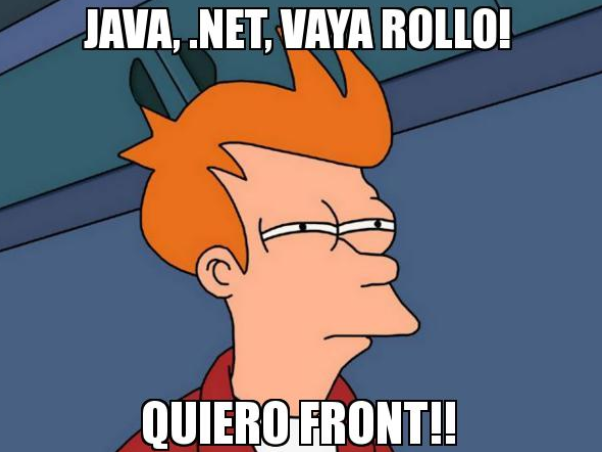 JAVA, .NET, VAYA ROLLO!
QUIERO FRONT!!